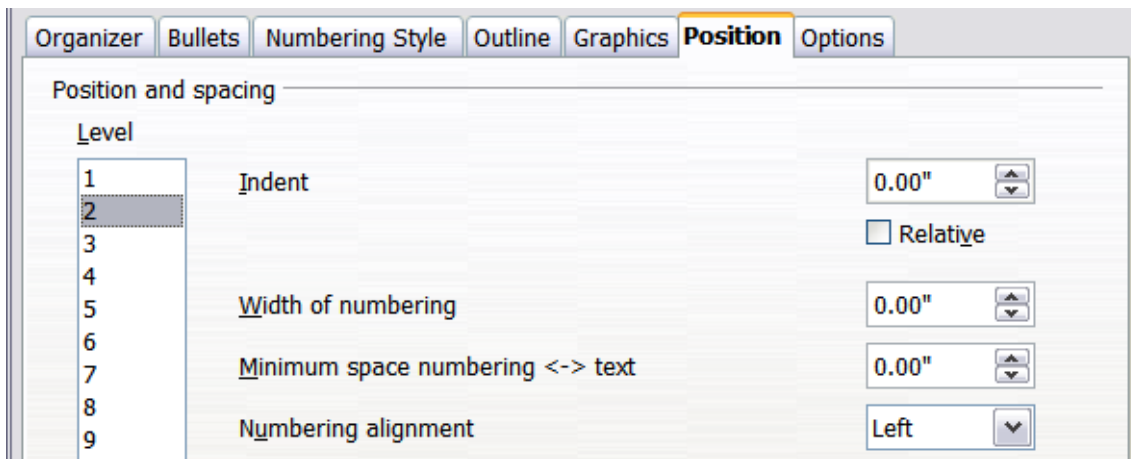 Organizer Bullets Numbering Style Outline Graphics Position Options
Position and spacing
Level
1 Indent 0.00"
2
Relative
3
4
5 Width of numbering 0.00"
6
7 Minimum space numbering <-> text 0.00"
8
9 Numbering alignment Left